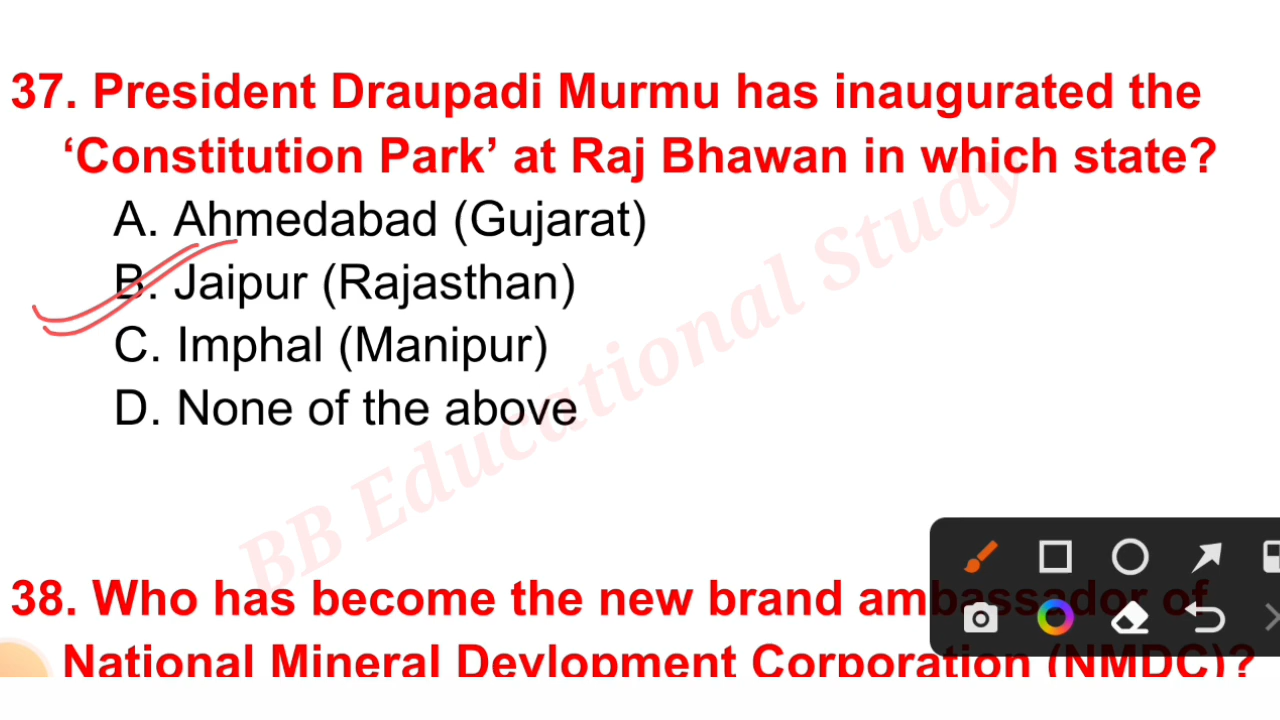 37. President Draupadi Murmu has inaugurated the
‘Constitution Park’ at Raj Bhawan in which state?
A. Ahmedabad (Gujarat)
B. Jaipur (Rajasthan)
C. Imphal (Manipur)
D. None of the above
BB Educational Study
38. Who has become the new brand ambassador of
National Mineral Devlopment Corporation (NMDC)?